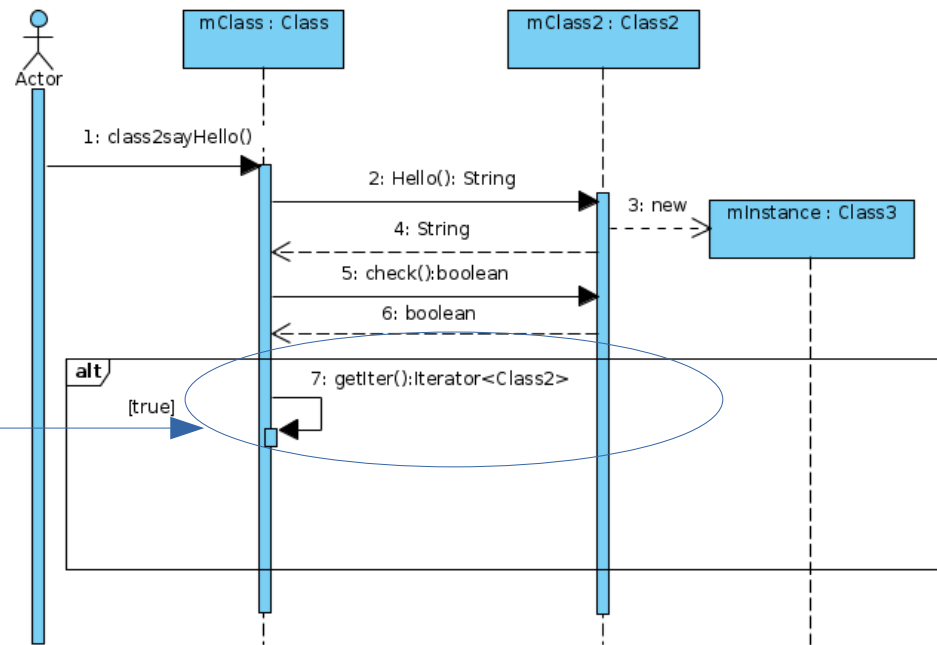 mClass : Class
mClass2 : Class2
Actor
1: class2sayHello()
2: Hello(): String
3: new
mInstance : Class3
4: String
5: check():boolean
6: boolean
alt
7: getIter():Iterator<Class2>
[true]